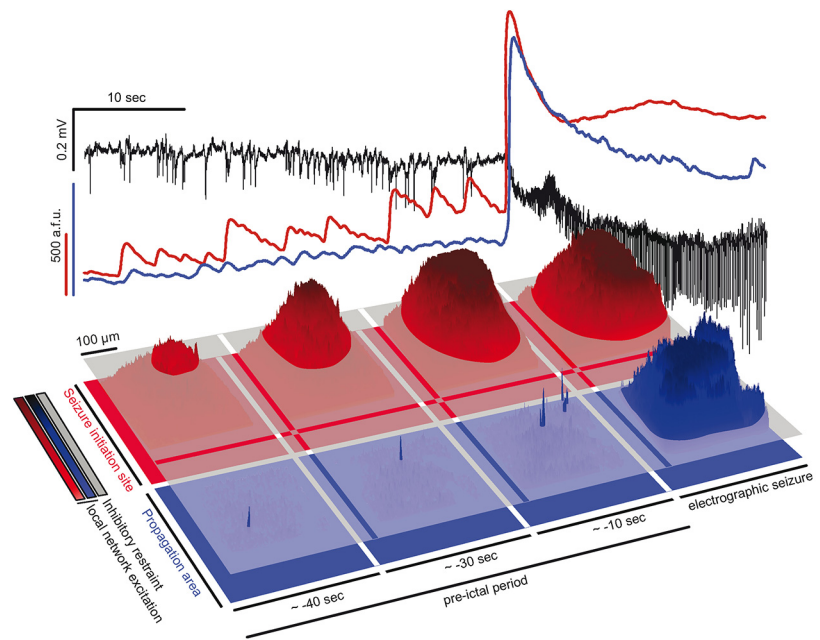 10 sec
0.2 mV
500 a.f.u.
100 µm
Seizure initiation site
Propagation area
Inhibitory restraint
local network excitation
~ -40 sec
~ -30 sec
~ -10 sec
electrographic seizure
pre-ictal period